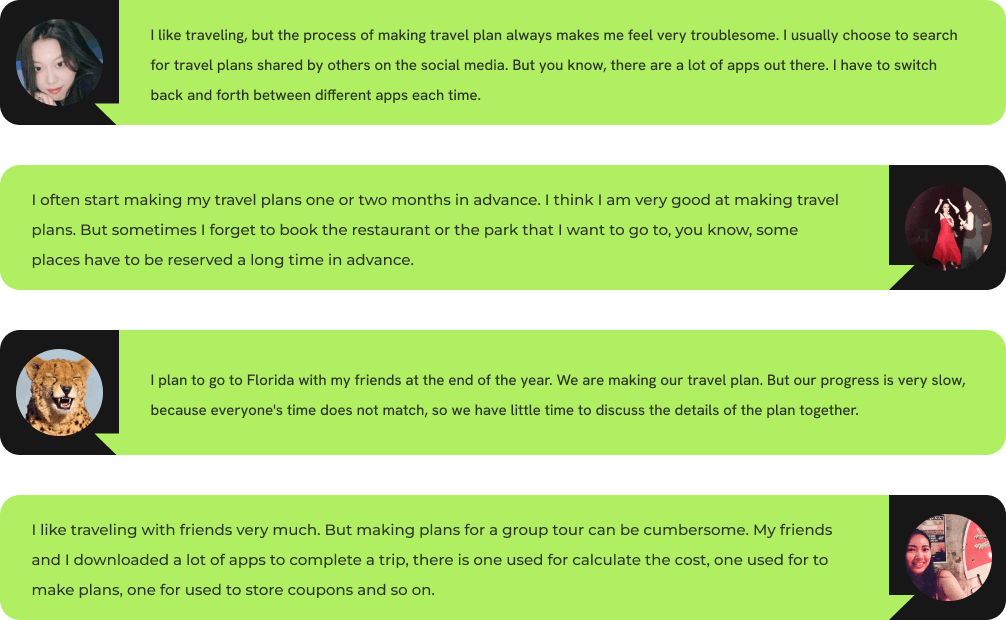 I like traveling, but the process of making travel plan always makes me feel very troublesome. I usually choose to search
for travel plans shared by others on the social media. But you know, there are a lot of apps out there. I have to switch
back and forth between different apps each time.
I often start making my travel plans one or two months in advance. I think I am very good at making travel
plans. But sometimes I forget to book the restaurant or the park that I want to go to, you know, some
places have to be reserved a long time in advance.
I plan to go to Florida with my friends at the end of the year. We are making our travel plan. But our progress is very slow,
because everyone's time does not match, so we have little time to discuss the details of the plan together.
I like traveling with friends very much. But making plans for a group tour can be cumbersome. My friends
and I downloaded a lot of apps to complete a trip, there is one used for calculate the cost, one used for to
make plans, one for used to store coupons and so on.